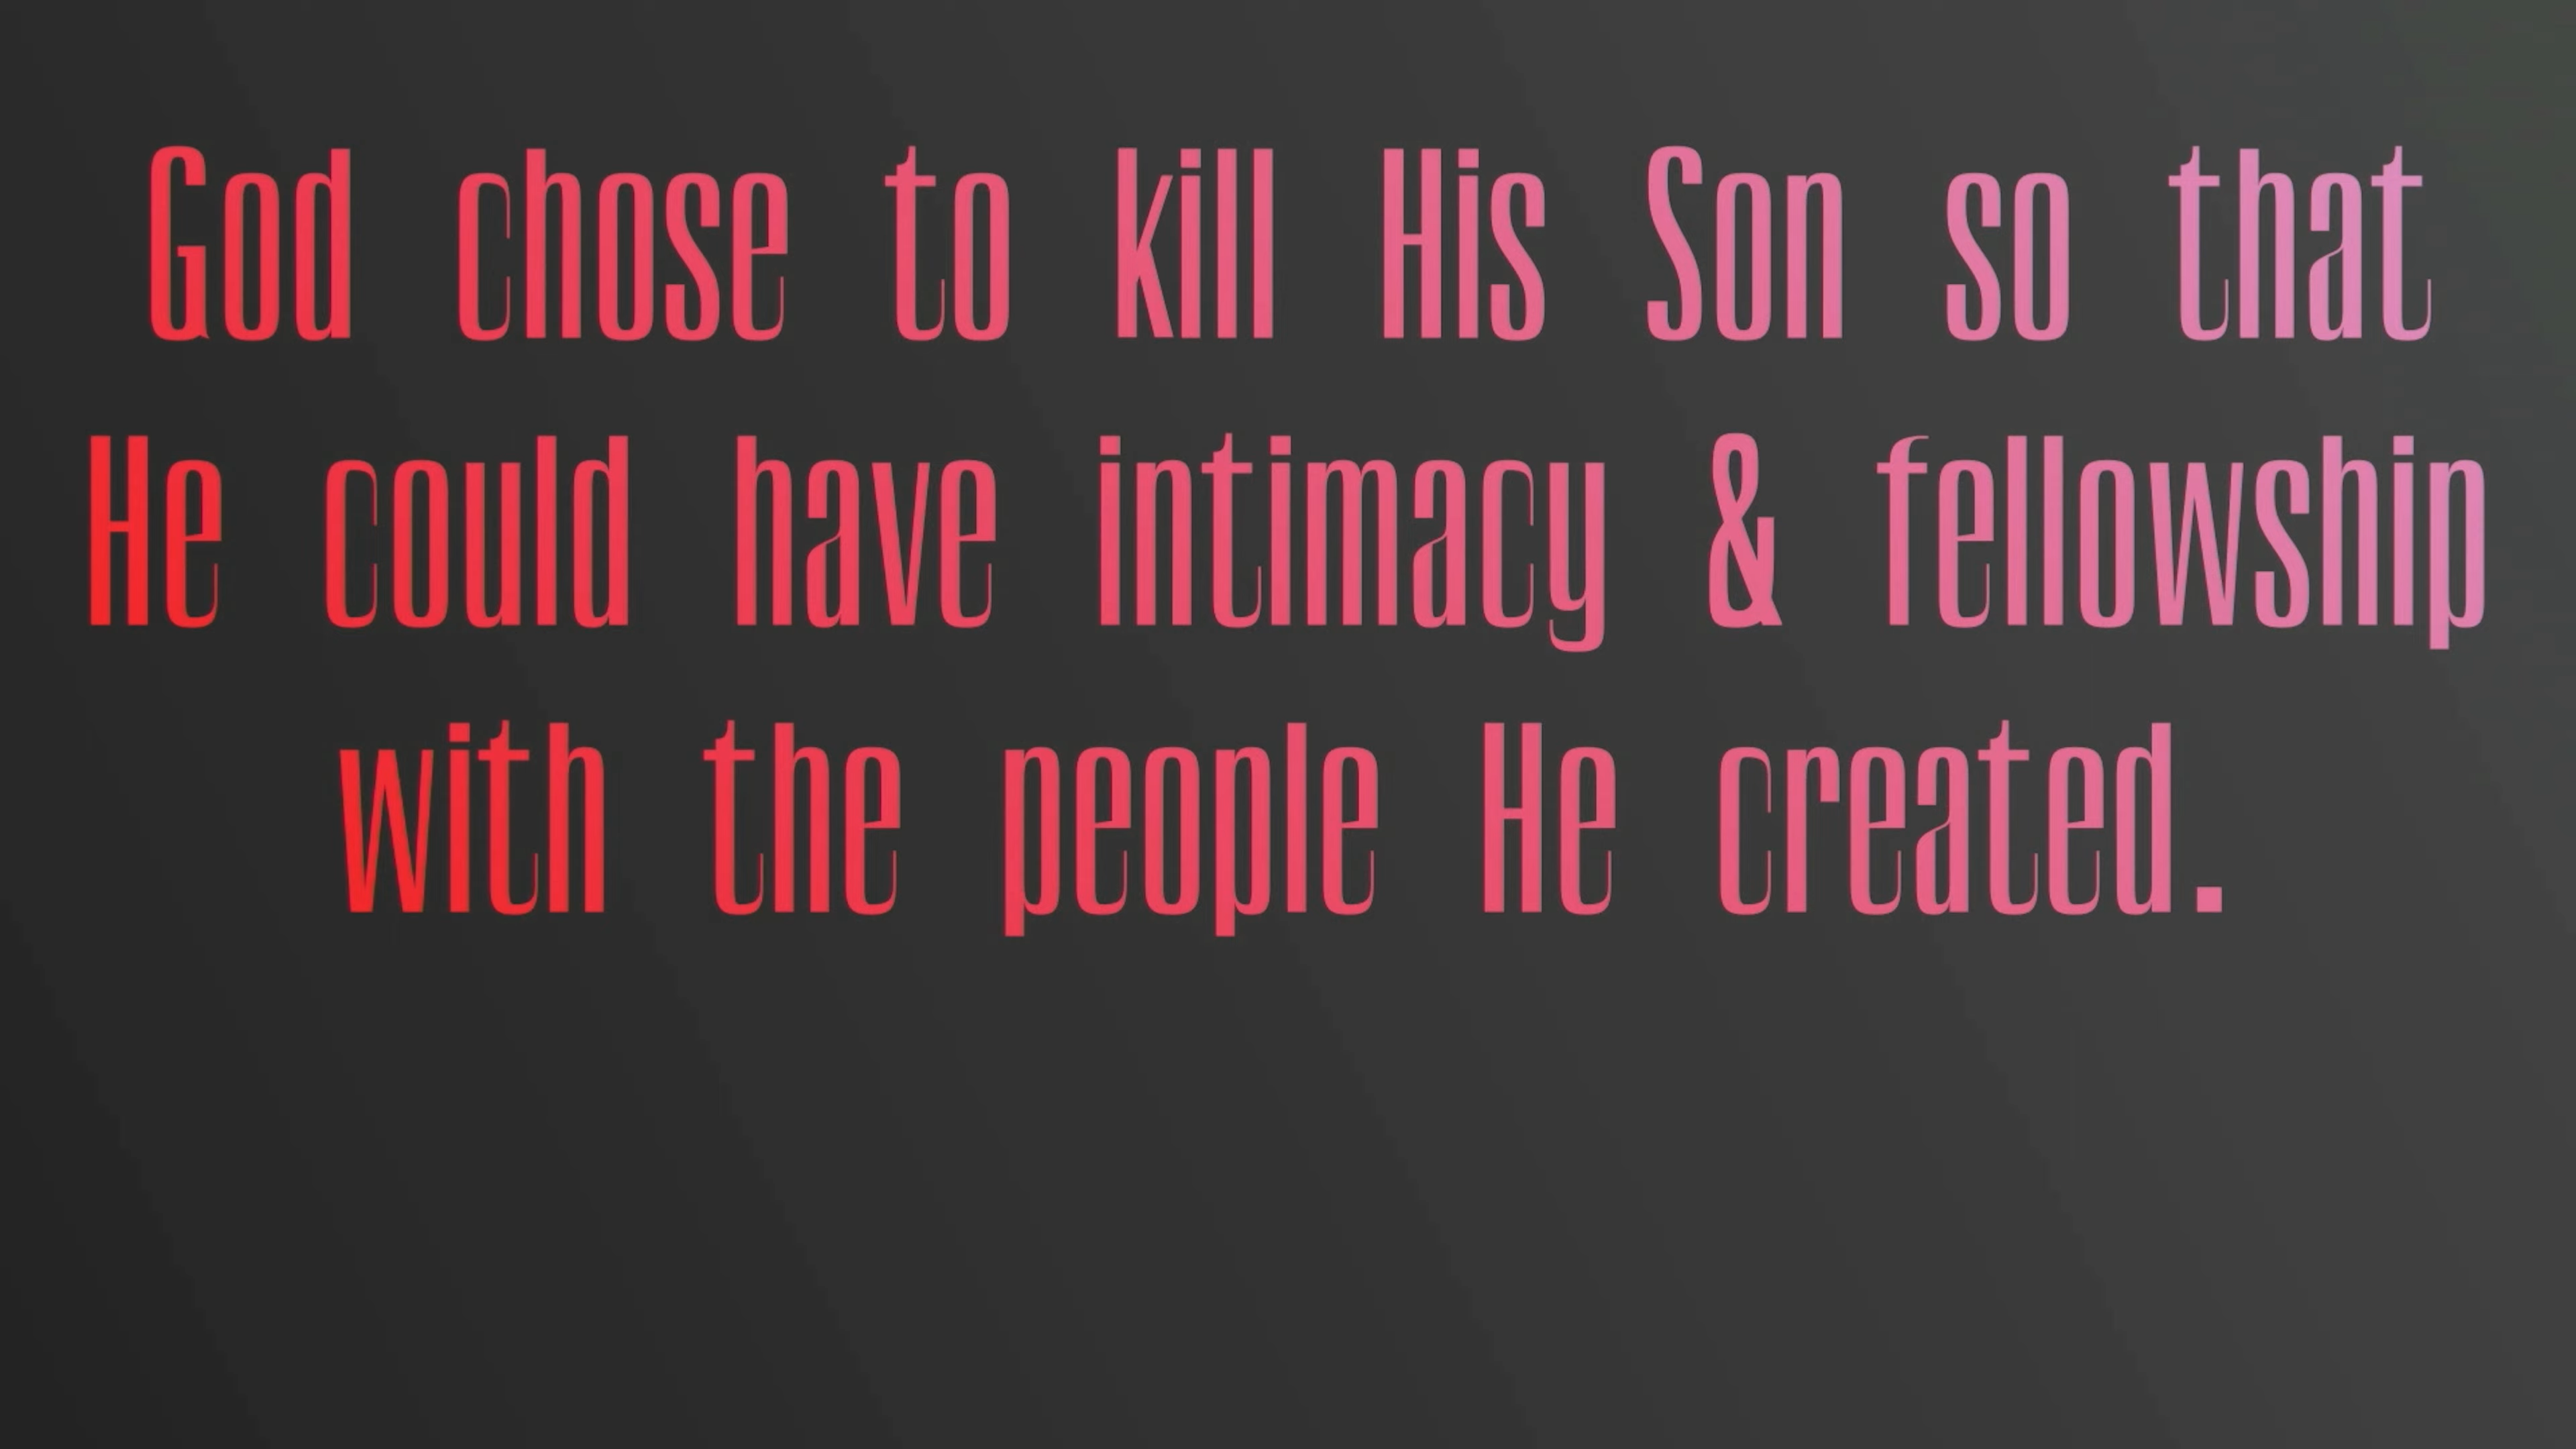 God chose to kill His Son so that
He could have intimacy & fellowship
with the people He created.